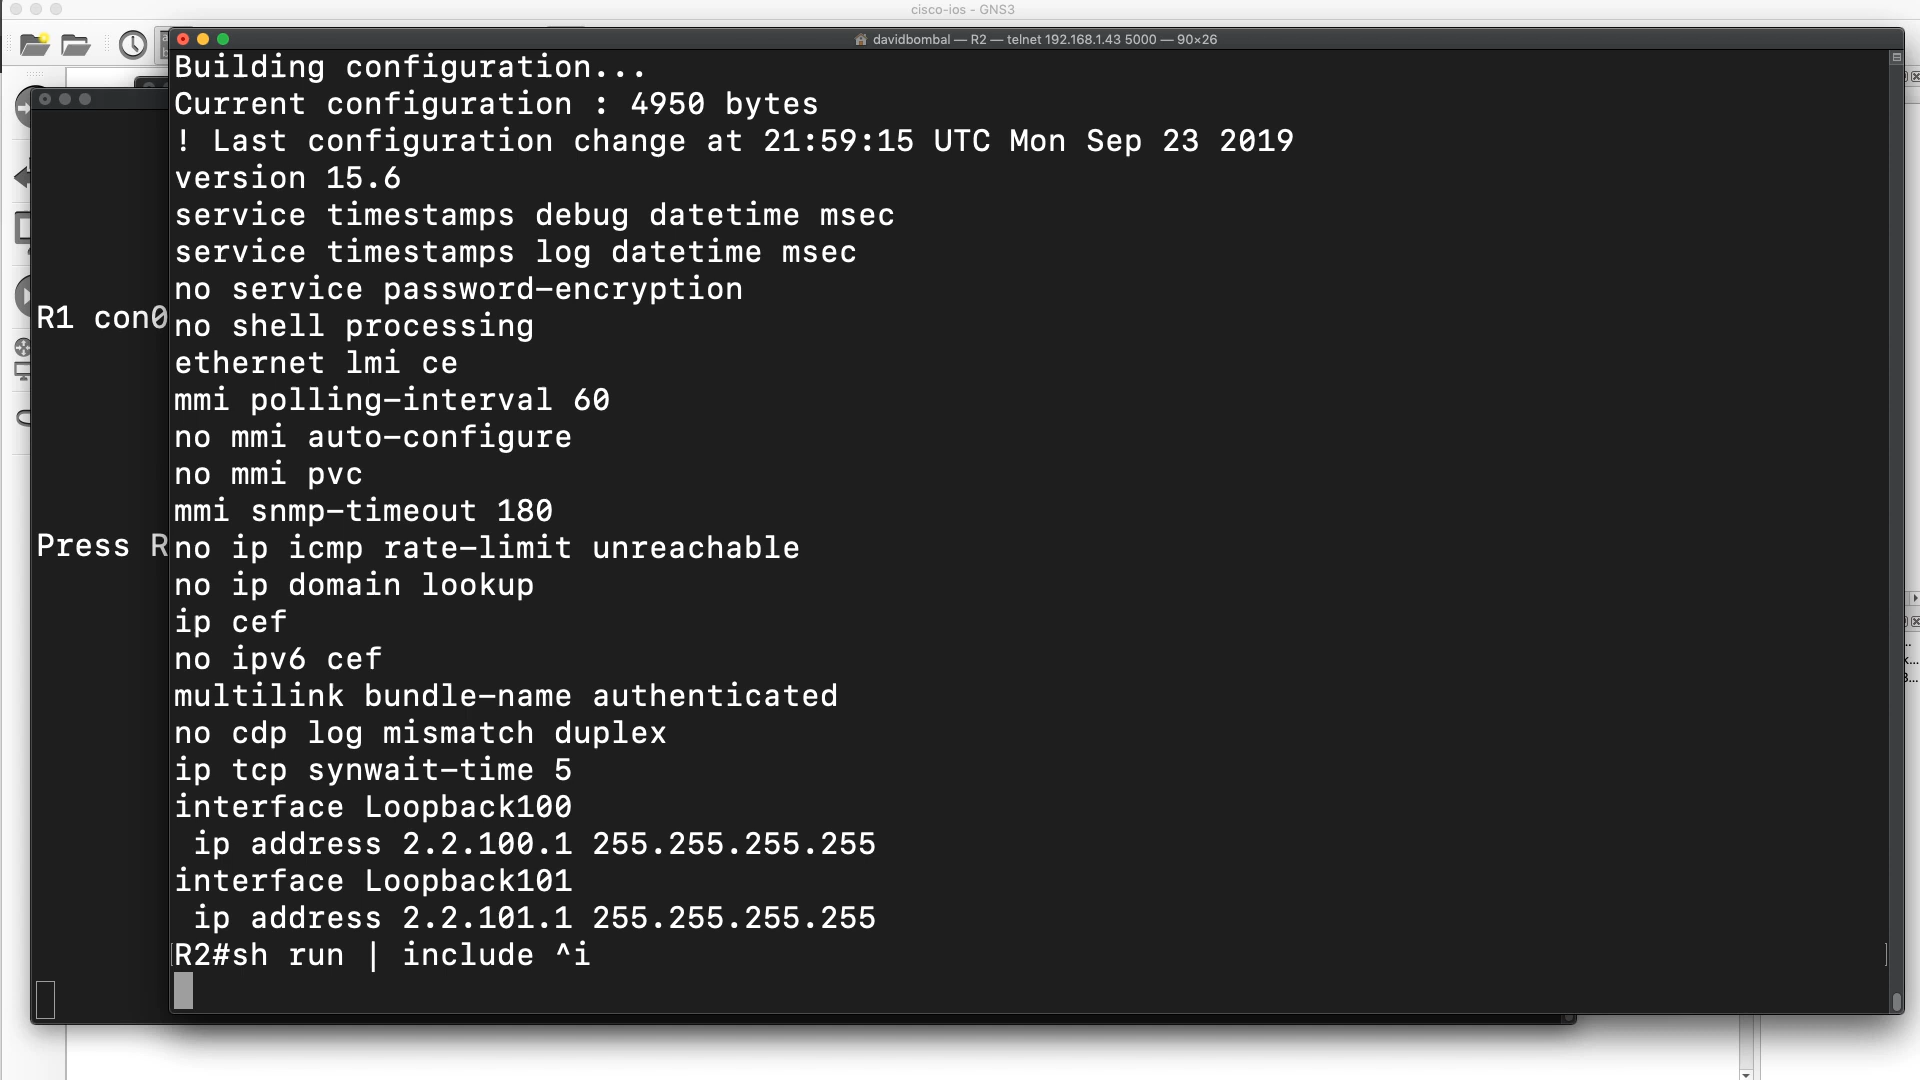 cisco-ios - GNS3
davidbombal — R2 — telnet 192.168.1.43 5000 — 90×26
Building configuration...
Current configuration : 4950 bytes
! Last configuration change at 21:59:15 UTC Mon Sep 23 2019
version 15.6
service timestamps debug datetime msec
service timestamps log datetime msec
no service password-encryption
R1 con0
no shell processing
ethernet lmi ce
mmi polling-interval 60
no mmi auto-configure
no mmi pvc
mmi snmp-timeout 180
Press R
no ip icmp rate-limit unreachable
no ip domain lookup
ip cef
no ipv6 cef
multilink bundle-name authenticated
no cdp log mismatch duplex
ip tcp synwait-time 5
interface Loopback100
 ip address 2.2.100.1 255.255.255.255
interface Loopback101
 ip address 2.2.101.1 255.255.255.255
R2#sh run | include ^i